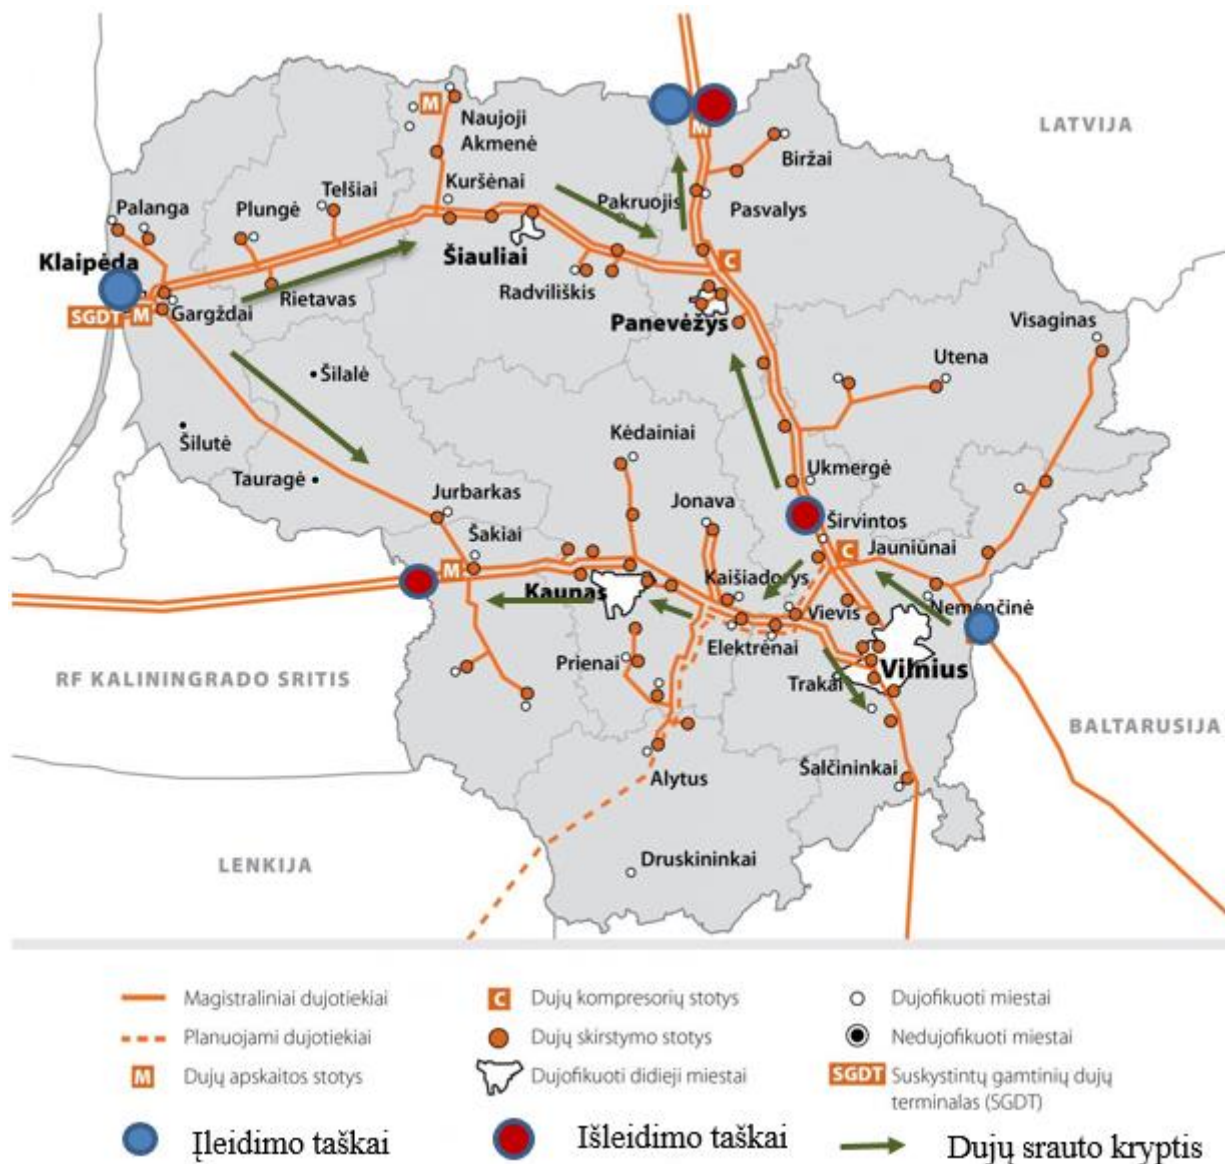 LATVIJA
M
Naujoji
Akmenė
M
Biržai
Kuršėnai
Pakruojis
Pasvalys
Telšiai
Palanga
Plungė
Klaipėda
Šiauliai
C
SGDT
M
Gargždai
Rietavas
Radviliškis
Panevėžys
Visaginas
Utena
Šilalė
Šilutė
Tauragė
Kėdainiai
Ukmergė
Jurbarkas
Jonava
Širvintos
Šakiai
C
Jauniūnai
M
Kaunas
Kaišiadorys
Vievis
Nemenčinė
Elektrėnai
Prienai
Trakai
Vilnius
RF KALININGRADO SRITIS
BALTARUSIJA
Alytus
Šalčininkai
LENKIJA
Druskininkai
Magistraliniai dujotiekiai
C
Dujų kompresorių stotys
Dujofikuoti miestai
Planuojami dujotiekiai
Dujų skirstymo stotys
Nedujofikuoti miestai
M
Dujų apskaitos stotys
Dujofikuoti didieji miestai
SGDT
Suskystintų gamtinių dujų
terminalas (SGDT)
Įleidimo taškai
Išleidimo taškai
Dujų srauto kryptis